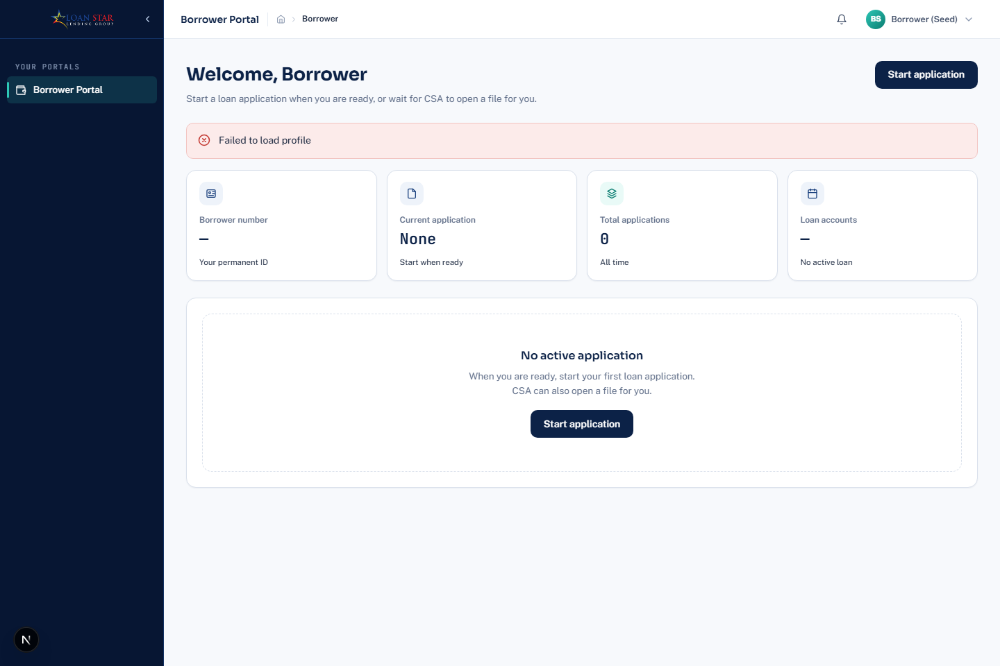 LOAN STAR
LENDING GROUP
Borrower Portal
Borrower
BS
Borrower (Seed)
YOUR PORTALS
Borrower Portal
Welcome, Borrower
Start application
Start a loan application when you are ready, or wait for CSA to open a file for you.
Failed to load profile
Borrower number
—
Your permanent ID
Current application
None
Start when ready
Total applications
0
All time
Loan accounts
—
No active loan
No active application
When you are ready, start your first loan application.
CSA can also open a file for you.
Start application
N